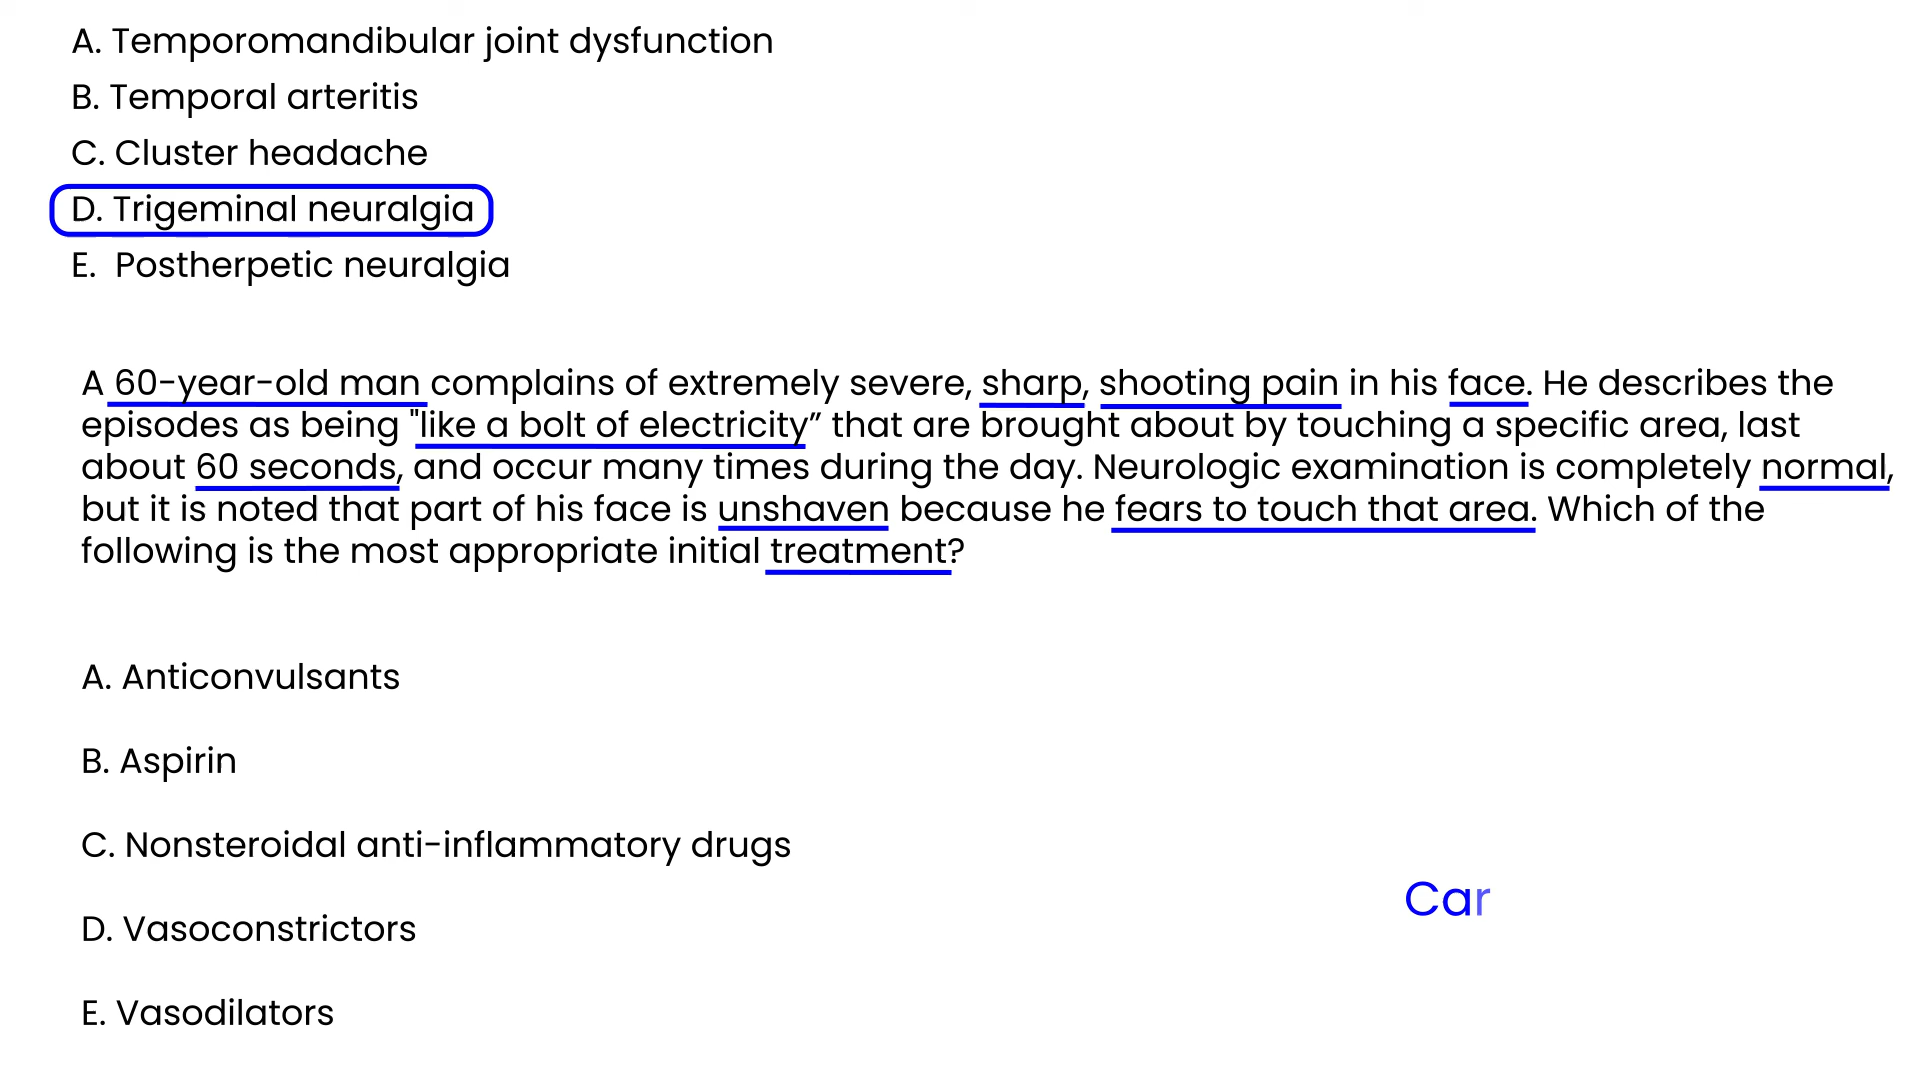 A. Temporomandibular joint dysfunction
B. Temporal arteritis
C. Cluster headache
D. Trigeminal neuralgia
E. Postherpetic neuralgia
A 60-year-old man complains of extremely severe, sharp, shooting pain in his face. He describes the
episodes as being "like a bolt of electricity” that are brought about by touching a specific area, last
about 60 seconds, and occur many times during the day. Neurologic examination is completely normal,
but it is noted that part of his face is unshaven because he fears to touch that area. Which of the
following is the most appropriate initial treatment?
A. Anticonvulsants
B. Aspirin
C. Nonsteroidal anti-inflammatory drugs
Car
D. Vasoconstrictors
E. Vasodilators